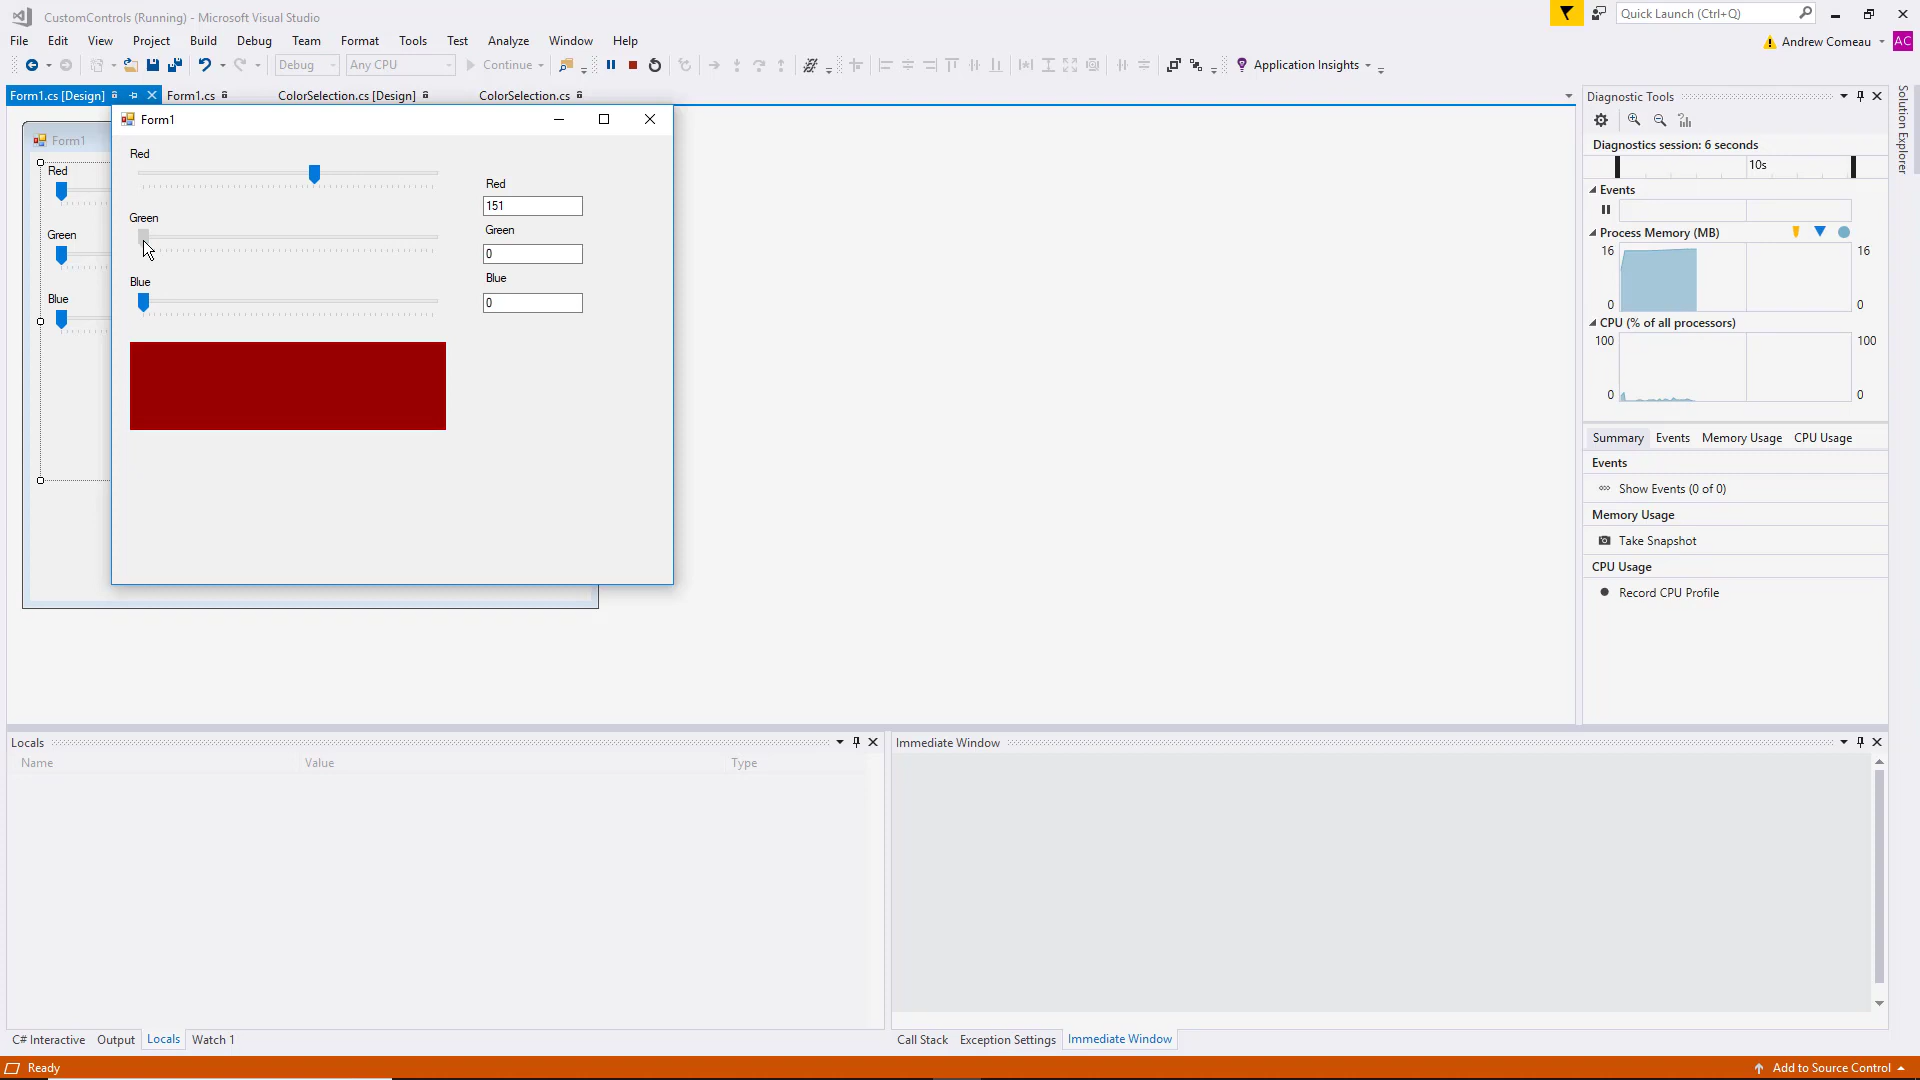 CustomControls (Running) - Microsoft Visual Studio
Quick Launch (Ctrl+Q)
File Edit View Project Build Debug Team Format Tools Test Analyze Window Help
Andrew Comeau AC
Debug Any CPU Continue Application Insights
Form1.cs [Design] Form1.cs ColorSelection.cs [Design] ColorSelection.cs
Form1
Red
Green
Blue
Form1
Red
Green
Blue
Red
151
Green
0
Blue
0
Diagnostic Tools
Diagnostics session: 6 seconds
10s
Events
Process Memory (MB)
16 16
0 0
CPU (% of all processors)
100 100
0 0
Summary Events Memory Usage CPU Usage
Events
Show Events (0 of 0)
Memory Usage
Take Snapshot
CPU Usage
Record CPU Profile
Solution Explorer
Locals
Name Value Type
Immediate Window
C# Interactive Output Locals Watch 1
Call Stack Exception Settings Immediate Window
Ready
Add to Source Control